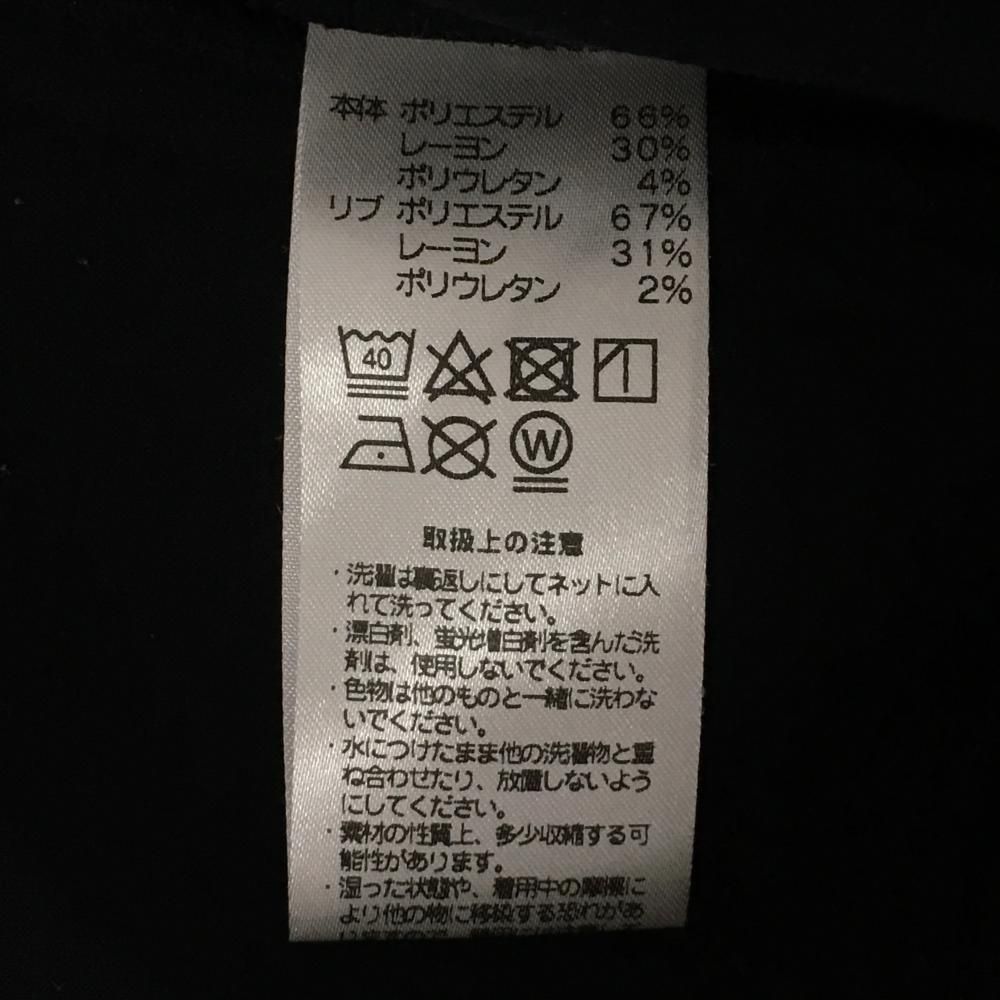 本体 ポリエステル 66%
レーヨン 30%
ポリウレタン 4%
リブ ポリエステル 67%
レーヨン 31%
ポリウレタン 2%
40
W
取扱上の注意
・洗濯は裏返しにしてネットに入
れて洗ってください。
・漂白剤、蛍光増白剤を含んだ洗
剤は、使用しないでください。
・色物は他のものと一緒に洗わな
いでください。
・水につけたまま他の洗濯物と重
ね合わせたり、放置しないよう
にしてください。
・素材の性質上、多少収縮する可
能性があります。
・湿った状態や、着用中の摩擦に
より他の物に移染する恐れがあ